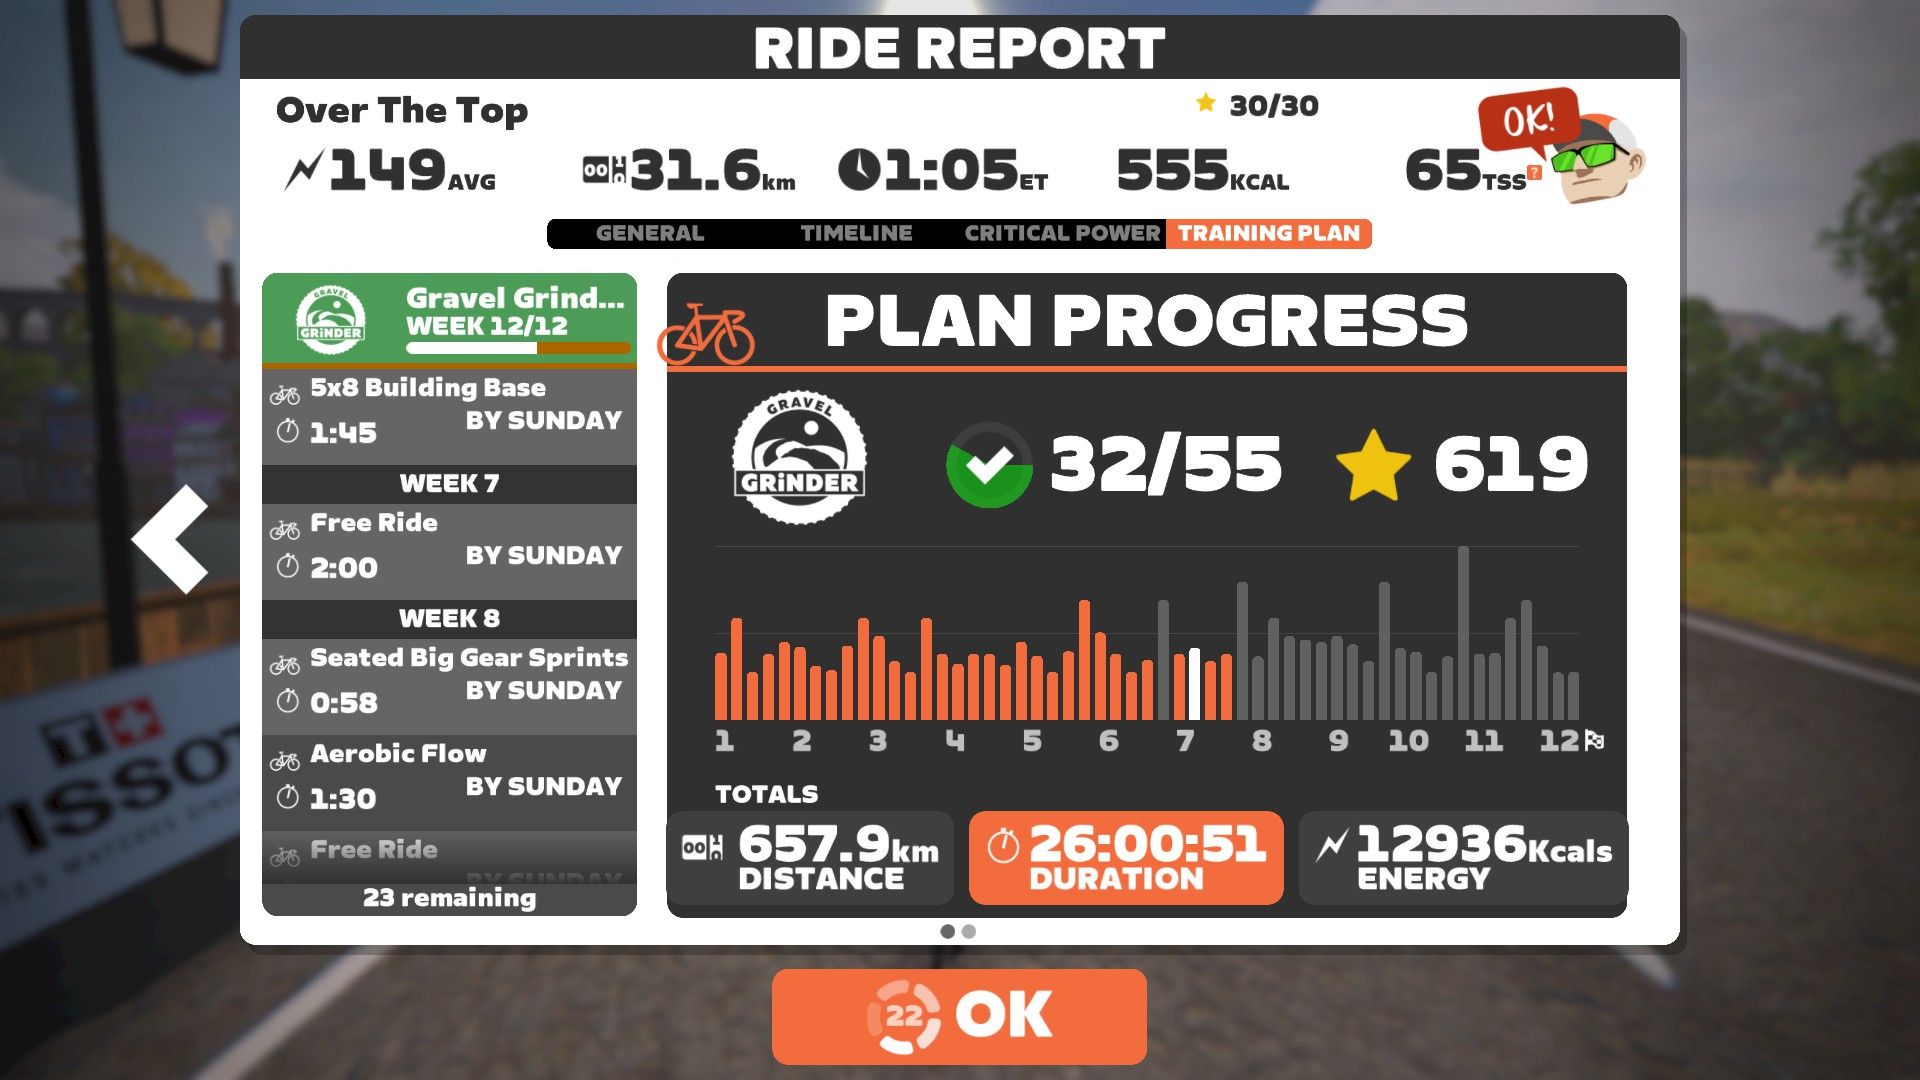 RIDE REPORT
Over The Top
30/30
OK!
149AVG
31.6km
1:05ET
555KCAL
65TSS?
GENERAL
TIMELINE
CRITICAL POWER
TRAINING PLAN
GRAVEL
GRiNDER
Gravel Grind...
WEEK 12/12
5x8 Building Base
BY SUNDAY
1:45
WEEK 7
Free Ride
BY SUNDAY
2:00
WEEK 8
Seated Big Gear Sprints
BY SUNDAY
0:58
Aerobic Flow
BY SUNDAY
1:30
Free Ride
BY SUNDAY
23 remaining
PLAN PROGRESS
GRAVEL
GRiNDER
32/55
619
1 2 3 4 5 6 7 8 9 10 11 12
TOTALS
657.9km
DISTANCE
26:00:51
DURATION
12936Kcals
ENERGY
22 OK
TISSOT